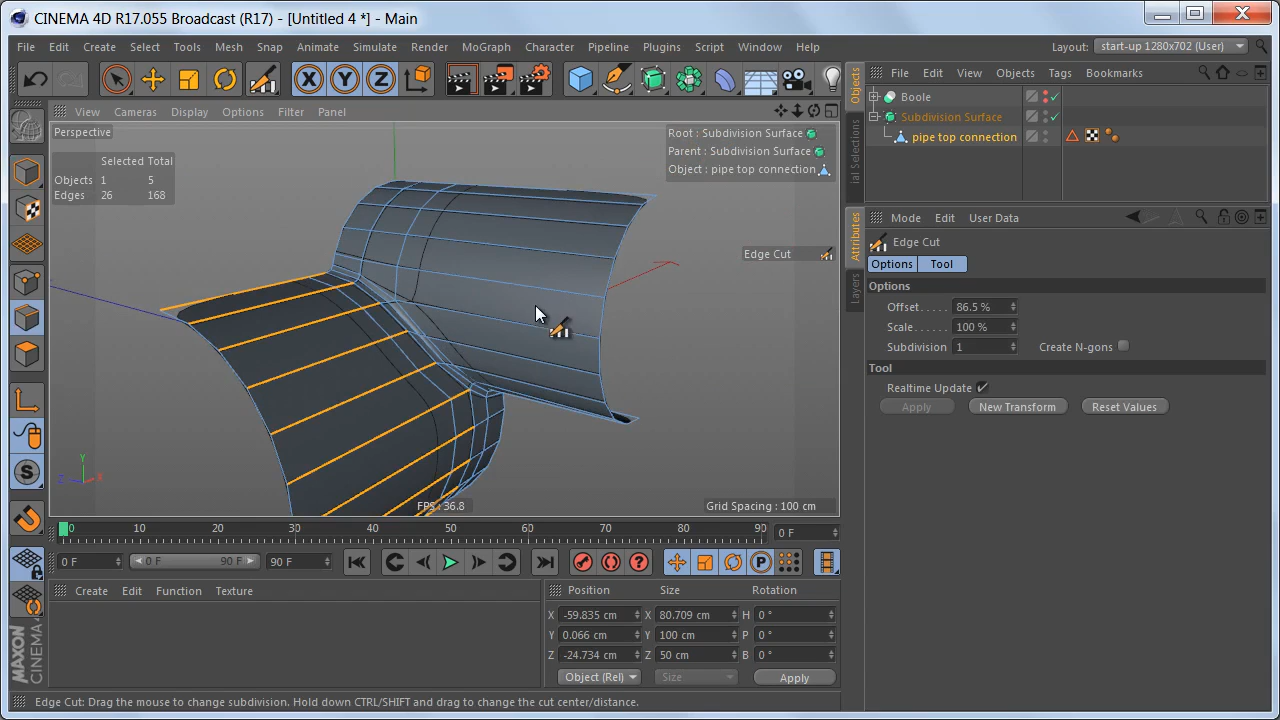 CINEMA 4D R17.055 Broadcast (R17) - [Untitled 4 *] - Main
File Edit Create Select Tools Mesh Snap Animate Simulate Render MoGraph Character Pipeline Plugins Script Window Help Layout: start-up 1280x702 (User)
X Y Z
File Edit View Objects Tags Bookmarks
Objects
Boole
Subdivision Surface
pipe top connection
ial Selections
View Cameras Display Options Filter Panel
Perspective
Root : Subdivision Surface
Parent : Subdivision Surface
Object : pipe top connection
Selected Total
Objects 1 5
Edges 26 168
Edge Cut
Y
Z X
FPS : 36.8
Grid Spacing : 100 cm
Attributes
Layers
Mode Edit User Data
Edge Cut
Options Tool
Options
Offset . . . . . 86.5 %
Scale. . . . . . 100 %
Subdivision 1 Create N-gons
Tool
Realtime Update
Apply New Transform Reset Values
0 10 20 30 40 50 60 70 80 90 0 F
0 F 0 F 90 F 90 F
P
Create Edit Function Texture
Position Size Rotation
X -59.835 cm X 80.709 cm H 0 °
Y 0.066 cm Y 100 cm P 0 °
Z -24.734 cm Z 50 cm B 0 °
Object (Rel) Size Apply
S
MAXON
CINEMA 4D
Edge Cut: Drag the mouse to change subdivision. Hold down CTRL/SHIFT and drag to change the cut center/distance.